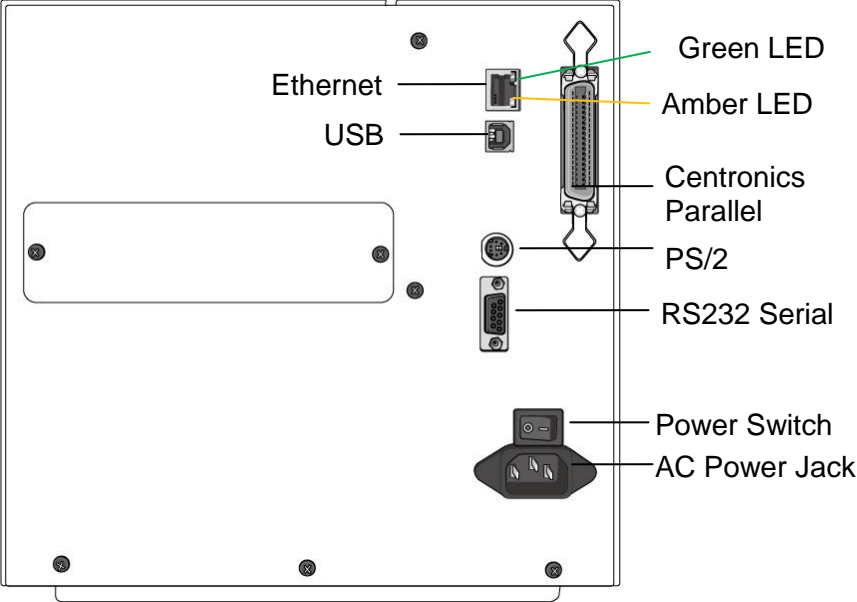 Green LED
Ethernet
Amber LED
USB
Centronics
Parallel
PS/2
RS232 Serial
Power Switch
AC Power Jack